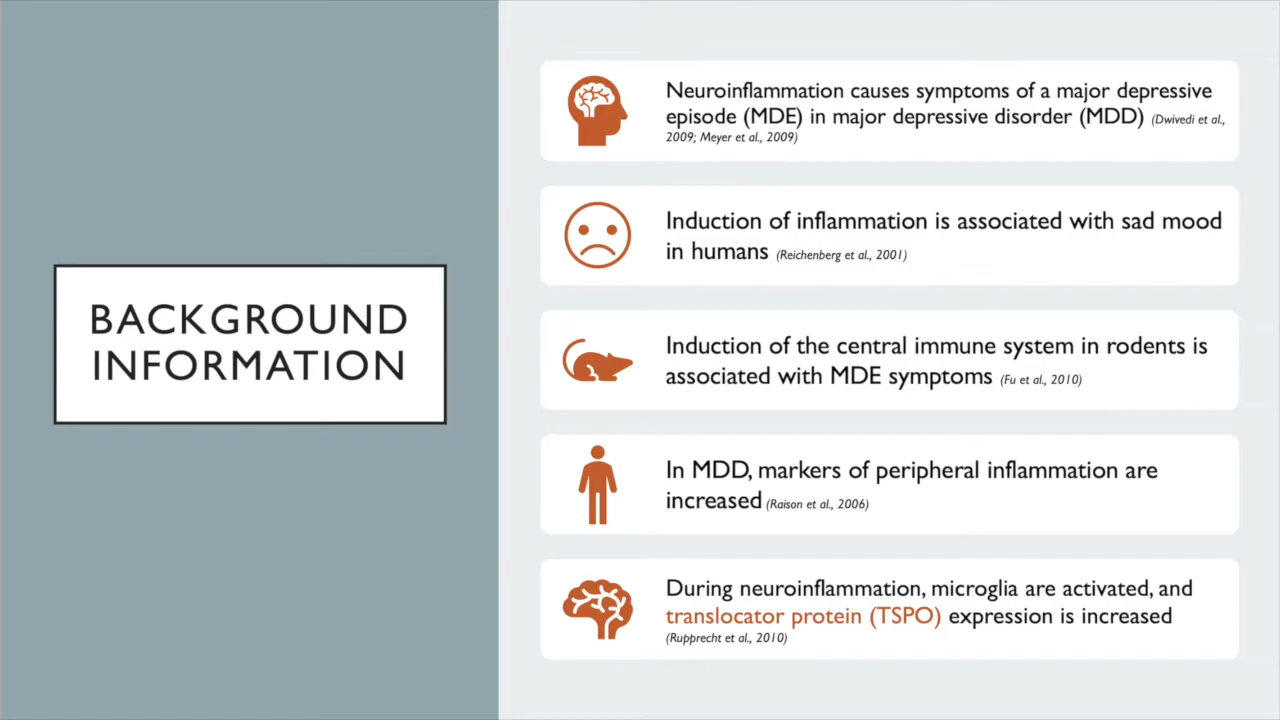 BACKGROUND
INFORMATION
Neuroinflammation causes symptoms of a major depressive
episode (MDE) in major depressive disorder (MDD) (Dwivedi et al.,
2009; Meyer et al., 2009)
Induction of inflammation is associated with sad mood
in humans (Reichenberg et al., 2001)
Induction of the central immune system in rodents is
associated with MDE symptoms (Fu et al., 2010)
In MDD, markers of peripheral inflammation are
increased (Raison et al., 2006)
During neuroinflammation, microglia are activated, and
translocator protein (TSPO) expression is increased
(Rupprecht et al., 2010)